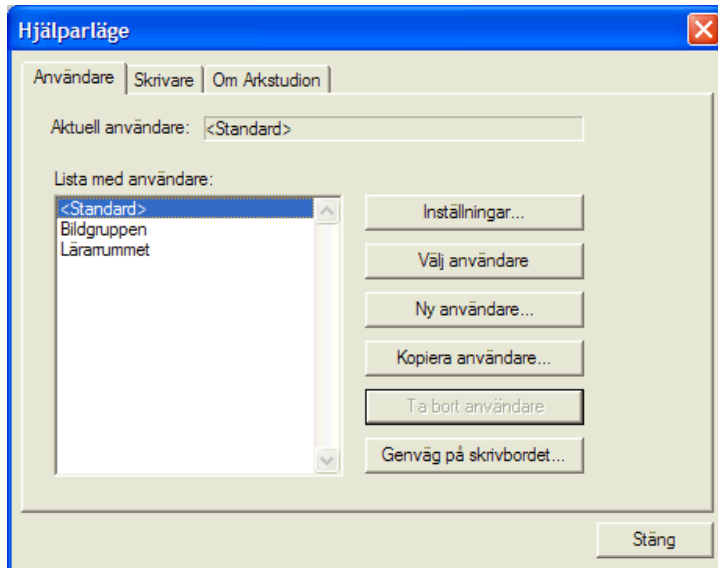 Hjälparläge
Användare Skrivare Om Arkstudion
Aktuell användare: <Standard>
Lista med användare:
<Standard>
Bildgruppen
Lärarrummet
Inställningar...
Välj användare
Ny användare...
Kopiera användare...
Ta bort användare
Genväg på skrivbordet...
Stäng